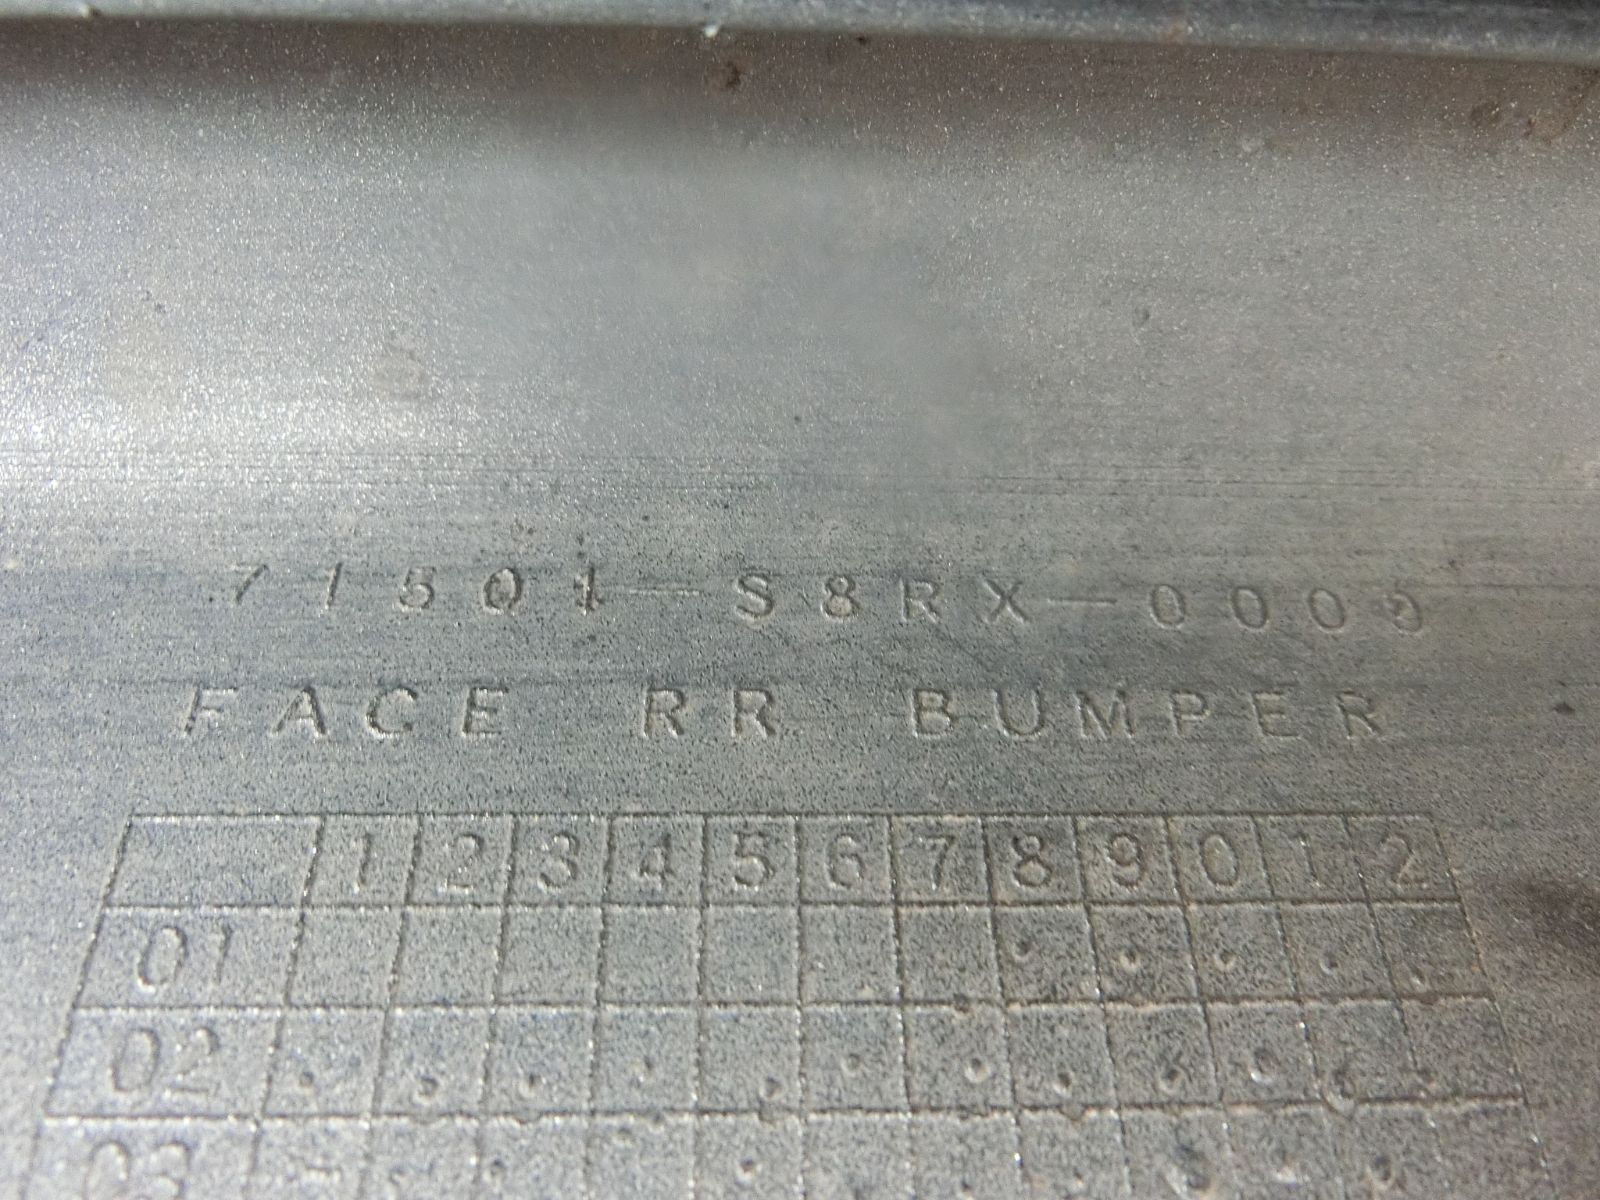 71501-S8RX-0000
FACE RR BUMPER
1 2 3 4 5 6 7 8 9 0 1 2
01
02
03